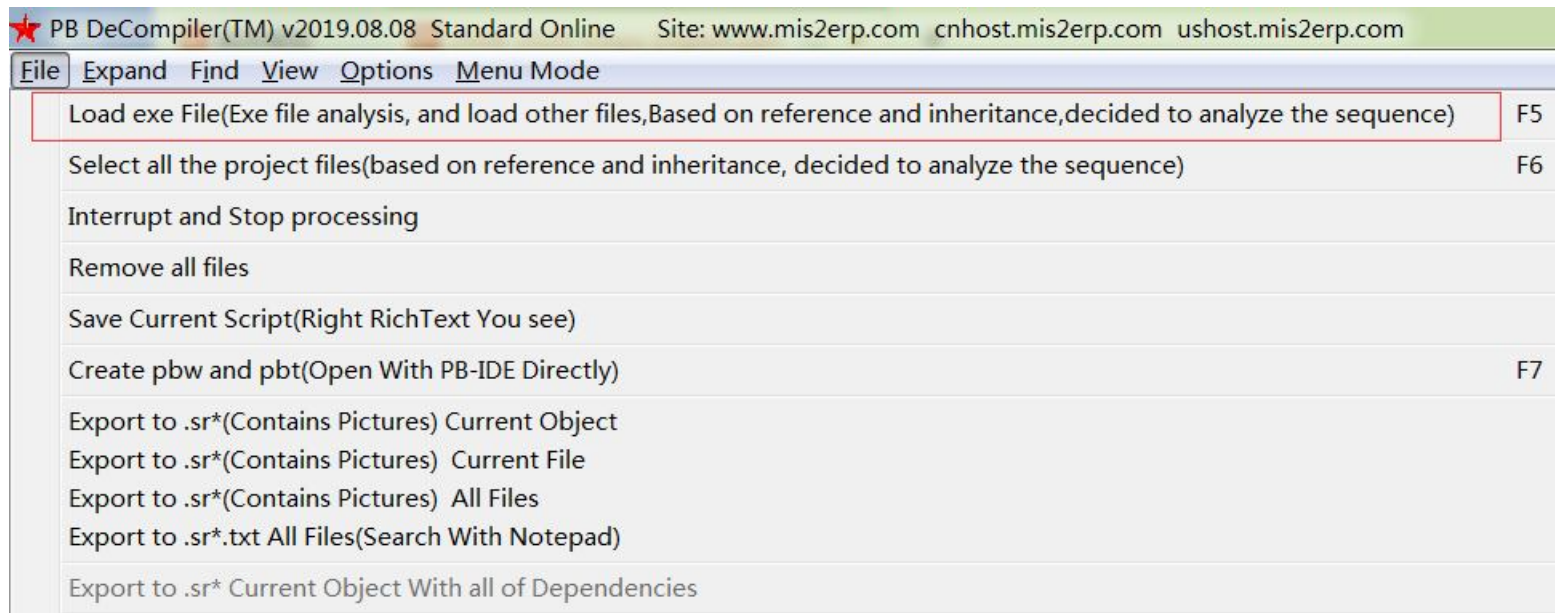 PB DeCompiler(TM) v2019.08.08 Standard Online Site: www.mis2erp.com cnhost.mis2erp.com ushost.mis2erp.com
File Expand Find View Options Menu Mode
Load exe File(Exe file analysis, and load other files,Based on reference and inheritance,decided to analyze the sequence) F5
Select all the project files(based on reference and inheritance, decided to analyze the sequence) F6
Interrupt and Stop processing
Remove all files
Save Current Script(Right RichText You see)
Create pbw and pbt(Open With PB-IDE Directly) F7
Export to .sr*(Contains Pictures) Current Object
Export to .sr*(Contains Pictures) Current File
Export to .sr*(Contains Pictures) All Files
Export to .sr*.txt All Files(Search With Notepad)
Export to .sr* Current Object With all of Dependencies